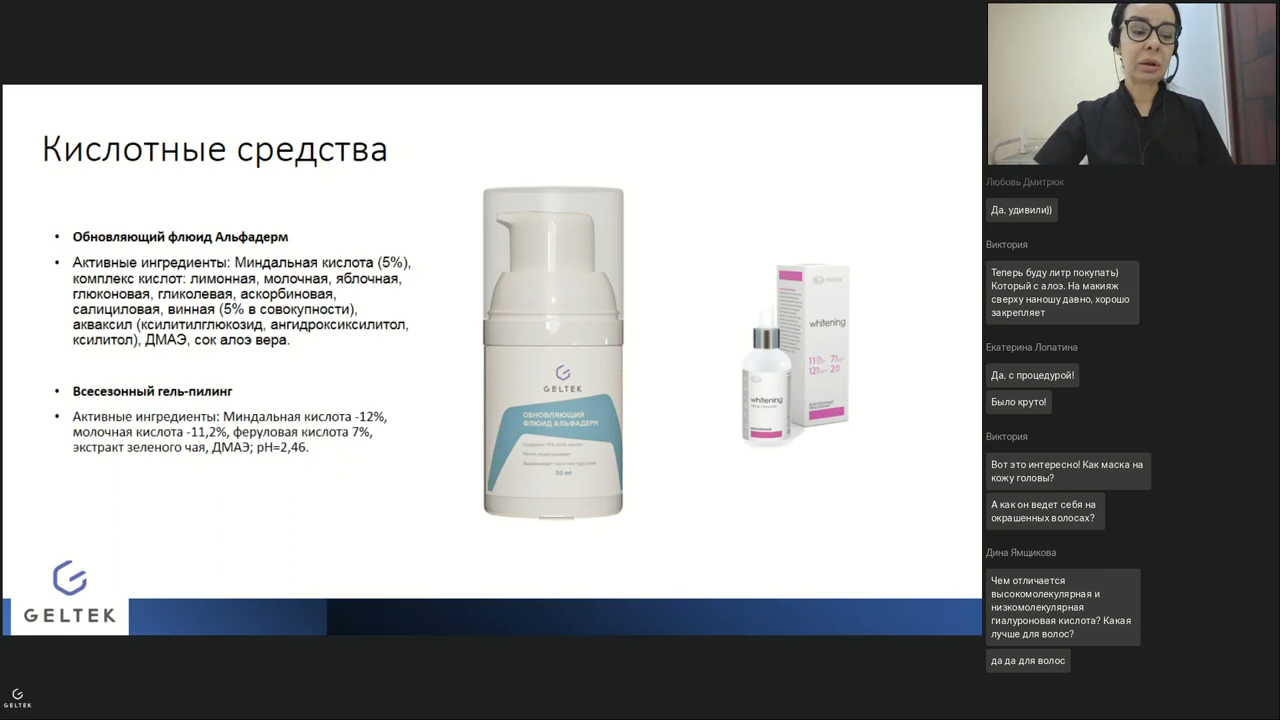 Кислотные средства
• Обновляющий флюид Альфадерм
• Активные ингредиенты: Миндальная кислота (5%),
комплекс кислот: лимонная, молочная, яблочная,
глюконовая, гликолевая, аскорбиновая,
салициловая, винная (5% в совокупности),
акваксил (ксилитилглюкозид, ангидроксиксилитол,
ксилитол), ДМАЭ, сок алоэ вера.
• Всесезонный гель-пилинг
• Активные ингредиенты: Миндальная кислота -12%,
молочная кислота -11,2%, феруловая кислота 7%,
экстракт зеленого чая, ДМАЭ; pH=2,46.
GELTEK
ОБНОВЛЯЮЩИЙ
ФЛЮИД АЛЬФАДЕРМ
30 ml
whitening
whitening
GELTEK
GELTEK
Любовь Дмитрюк
Да, удивили))
Виктория
Теперь буду литр покупать)
Который с алоэ. На макияж
сверху наношу давно, хорошо
закрепляет
Екатерина Лопатина
Да, с процедурой!
Было круто!
Виктория
Вот это интересно! Как маска на
кожу головы?
А как он ведет себя на
окрашенных волосах?
Дина Ямщикова
Чем отличается
высокомолекулярная и
низкомолекулярная
гиалуроновая кислота? Какая
лучше для волос?
да да для волос